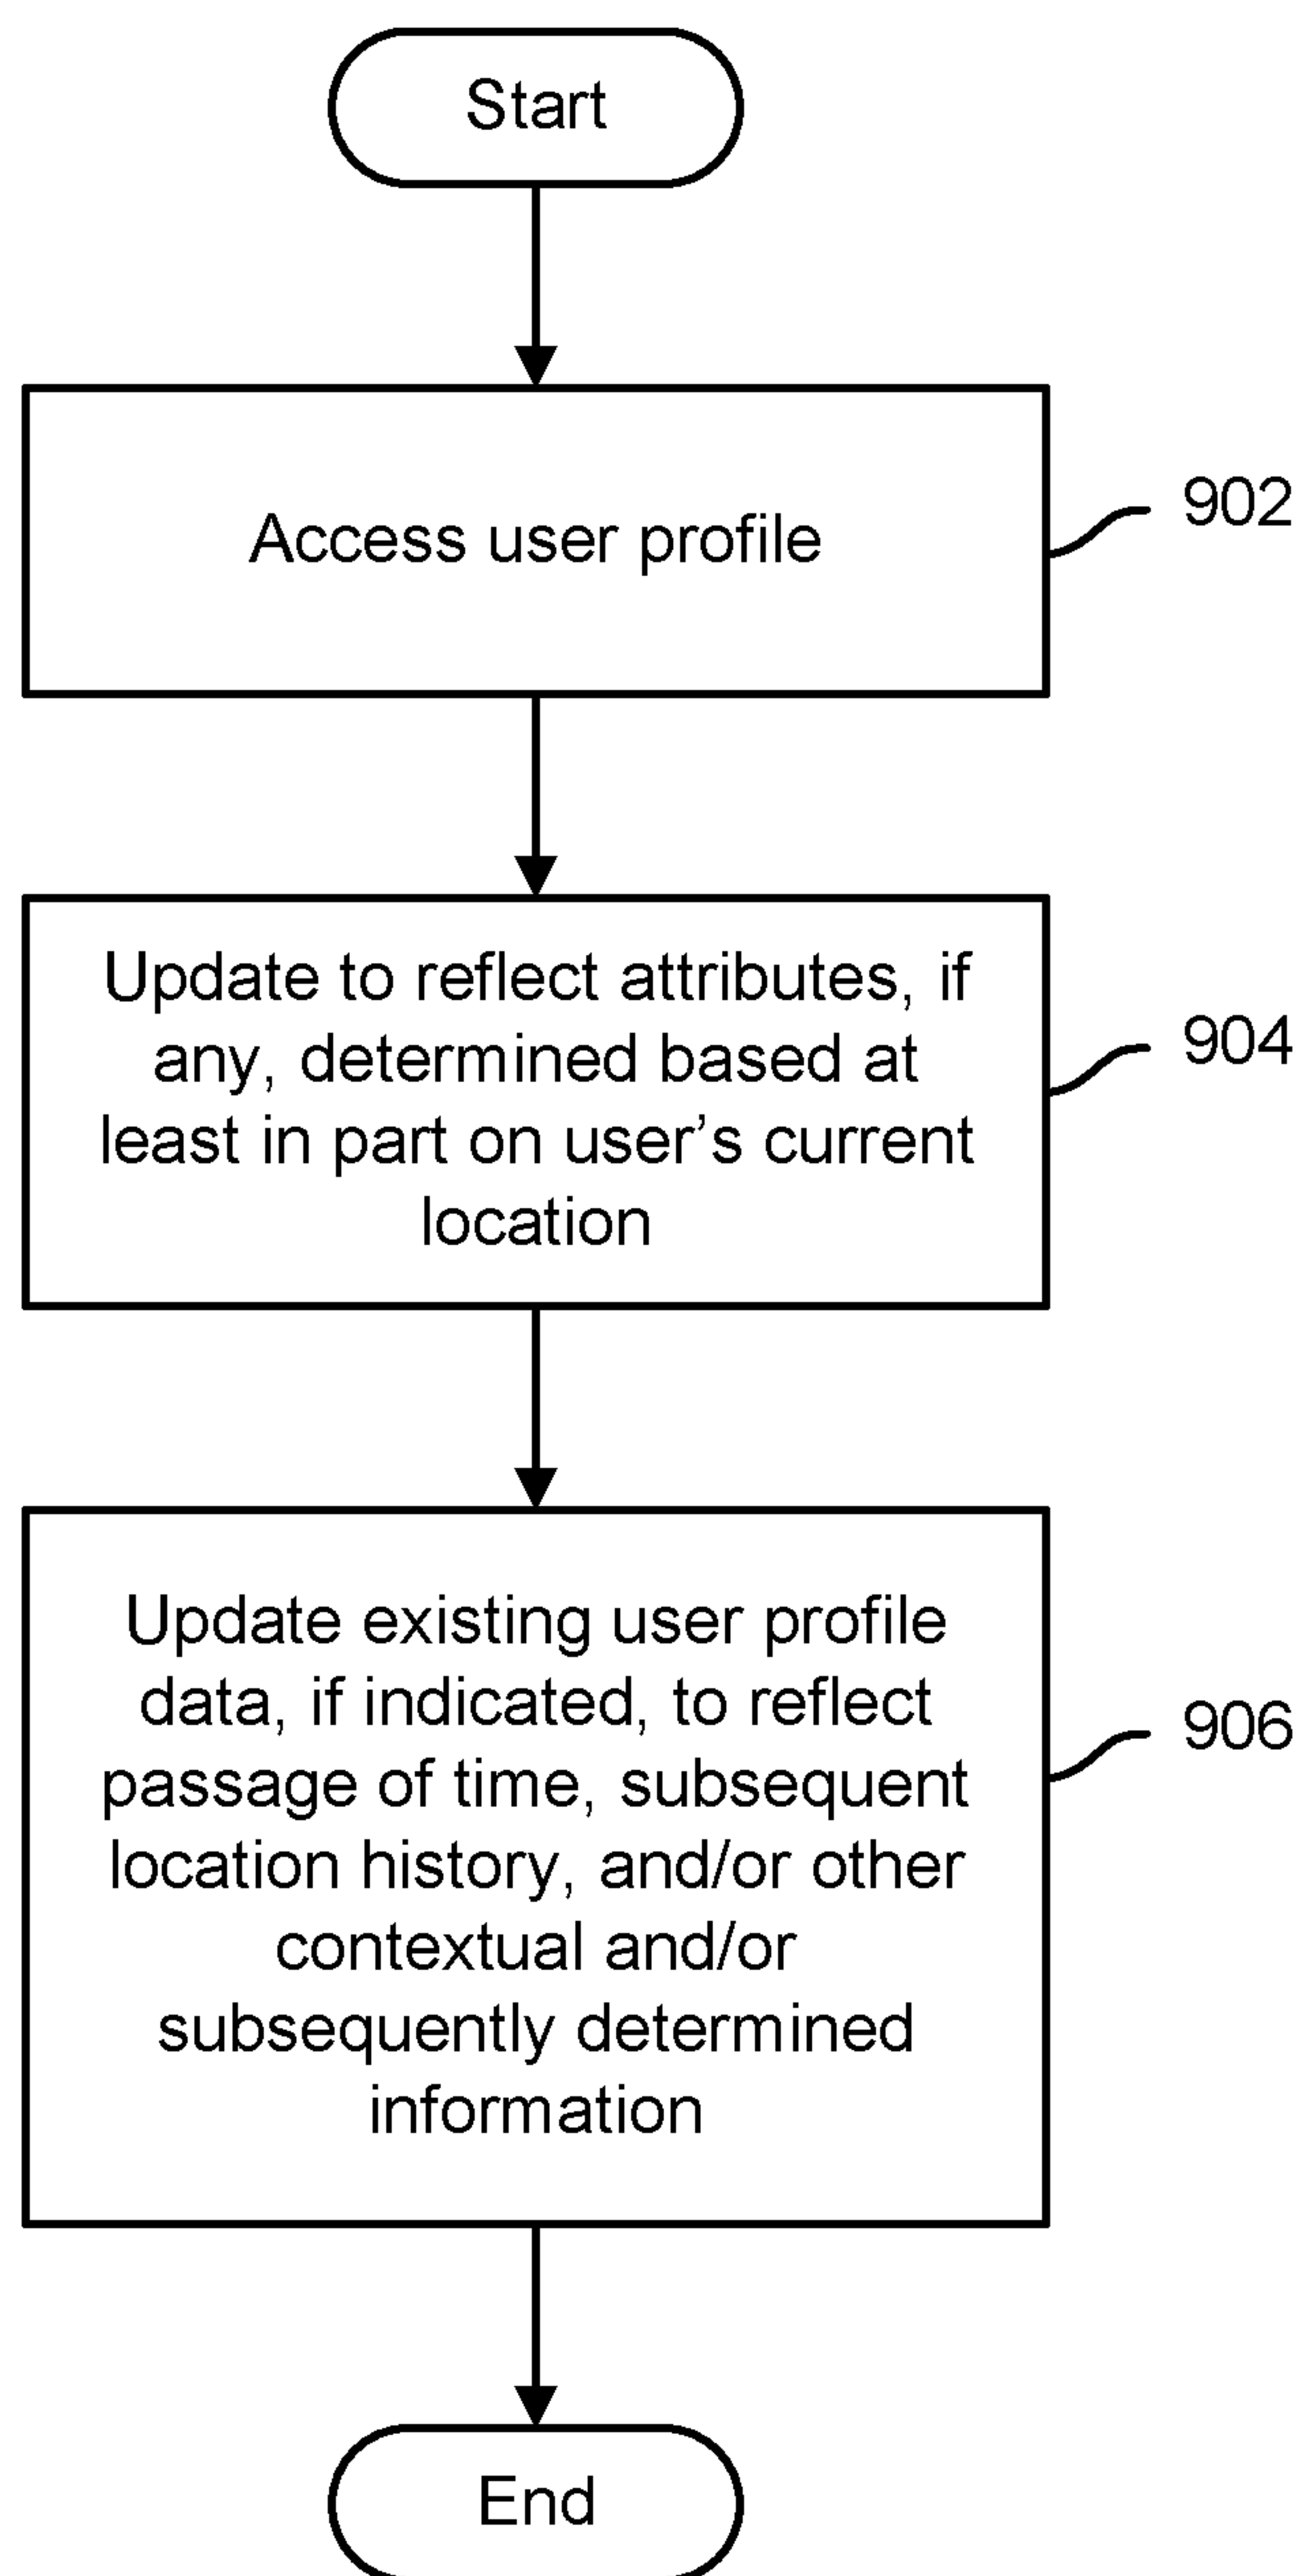 Start
Access user profile
902
Update to reflect attributes, if
any, determined based at
least in part on user’s current
location
904
Update existing user profile
data, if indicated, to reflect
passage of time, subsequent
location history, and/or other
contextual and/or
subsequently determined
information
906
End